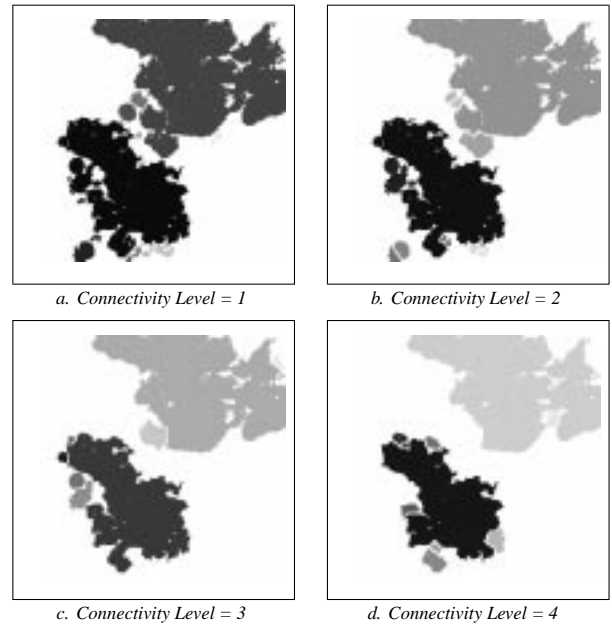 a. Connectivity Level = 1
b. Connectivity Level = 2
c. Connectivity Level = 3
d. Connectivity Level = 4